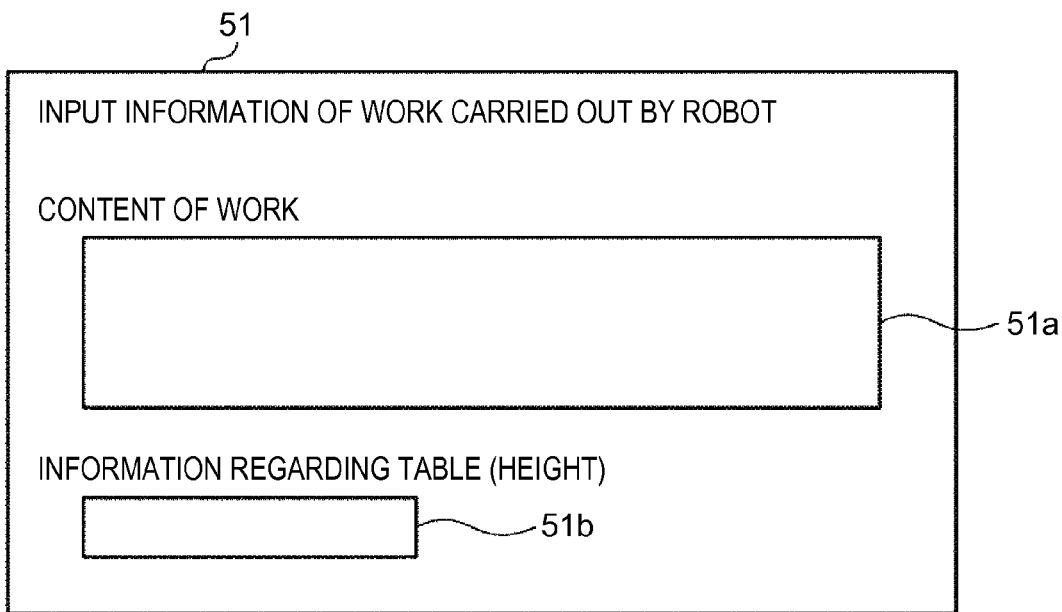 51
INPUT INFORMATION OF WORK CARRIED OUT BY ROBOT
CONTENT OF WORK
51a
INFORMATION REGARDING TABLE (HEIGHT)
51b